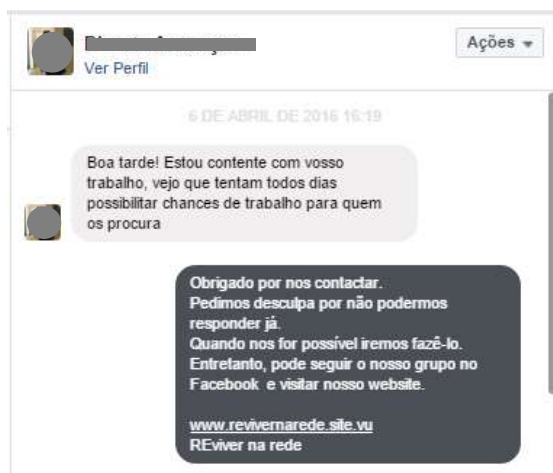 Ações
Ver Perfil
6 DE ABRIL DE 2016 16:19
Boa tarde! Estou contente com vosso
trabalho, vejo que tentam todos dias
possibilitar chances de trabalho para quem
os procura
Obrigado por nos contactar.
Pedimos desculpa por não podermos
responder já.
Quando nos for possível iremos fazê-lo.
Entretanto, pode seguir o nosso grupo no
Facebook e visitar nosso website.
www.revivernarede.site.vu
REviver na rede